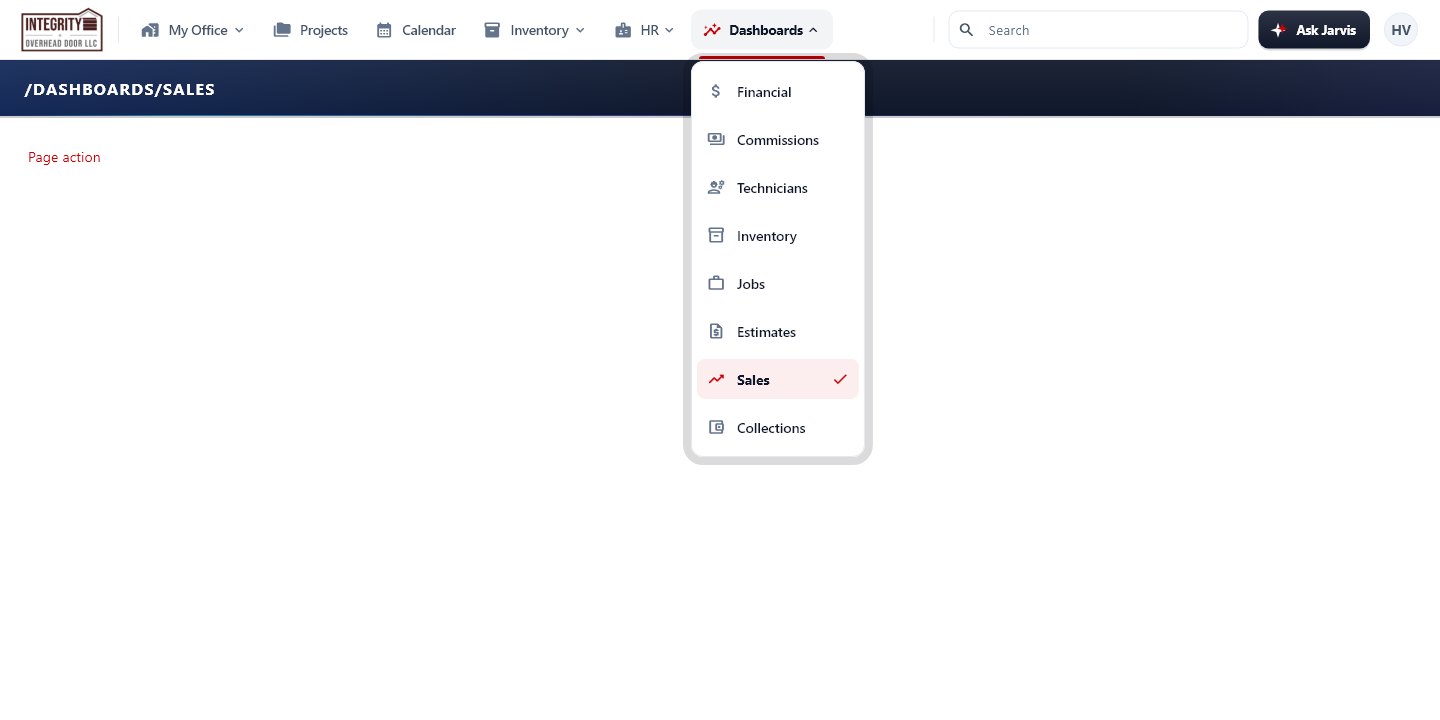 INTEGRITY
OVERHEAD DOOR LLC
My Office
Projects
Calendar
Inventory
HR
Dashboards
Search
Ask Jarvis
HV
/DASHBOARDS/SALES
Financial
Commissions
Technicians
Inventory
Jobs
Estimates
Sales
Collections
Page action